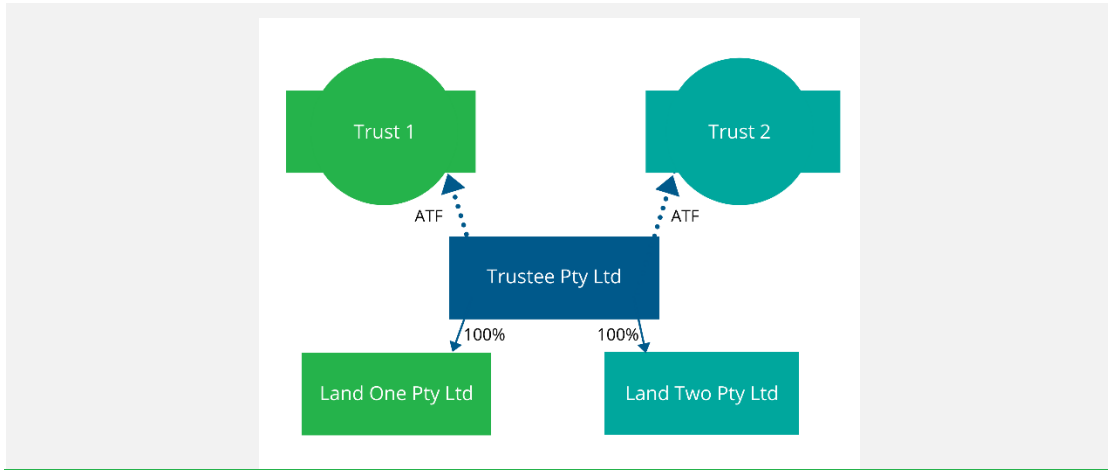 Trust 1
Trust 2
ATF
ATF
Trustee Pty Ltd
100%
100%
Land One Pty Ltd
Land Two Pty Ltd